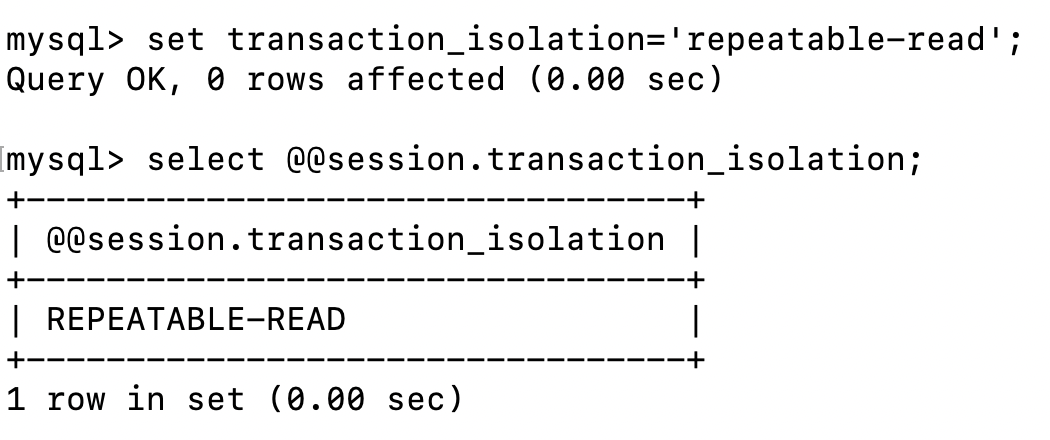 mysql> set transaction_isolation='repeatable-read';
Query OK, 0 rows affected (0.00 sec)
mysql> select @@session.transaction_isolation;
+---------------------------------+
| @@session.transaction_isolation |
+---------------------------------+
| REPEATABLE-READ                 |
+---------------------------------+
1 row in set (0.00 sec)